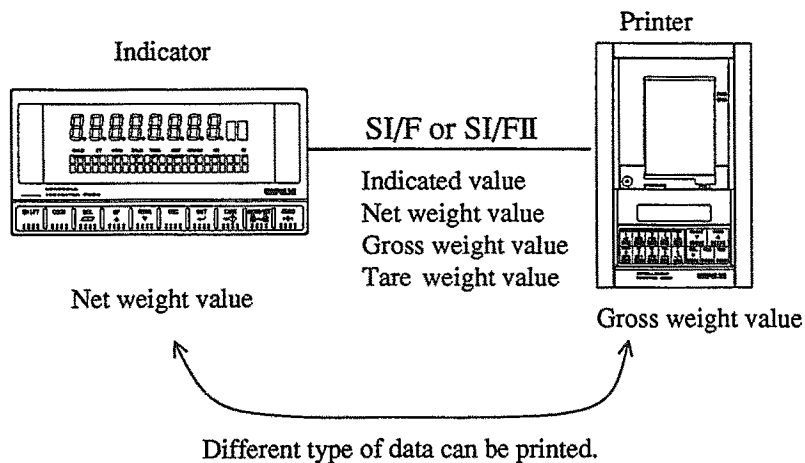 Printer
Indicator
SI/F or SI/FII
Indicated value
Net weight value
Gross weight value
Tare weight value
Net weight value
Gross weight value
Different type of data can be printed.